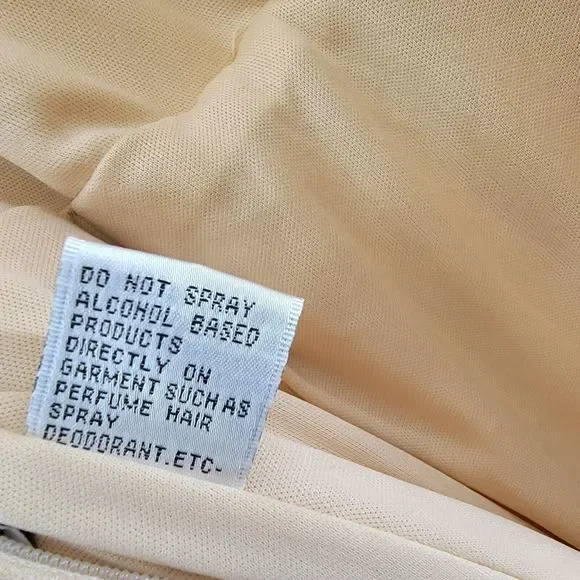 DO NOT SPRAY
ALCOHOL BASED
PRODUCTS
DIRECTLY ON
GARMENT SUCH AS
PERFUME HAIR
SPRAY
DEODORANT.ETC-